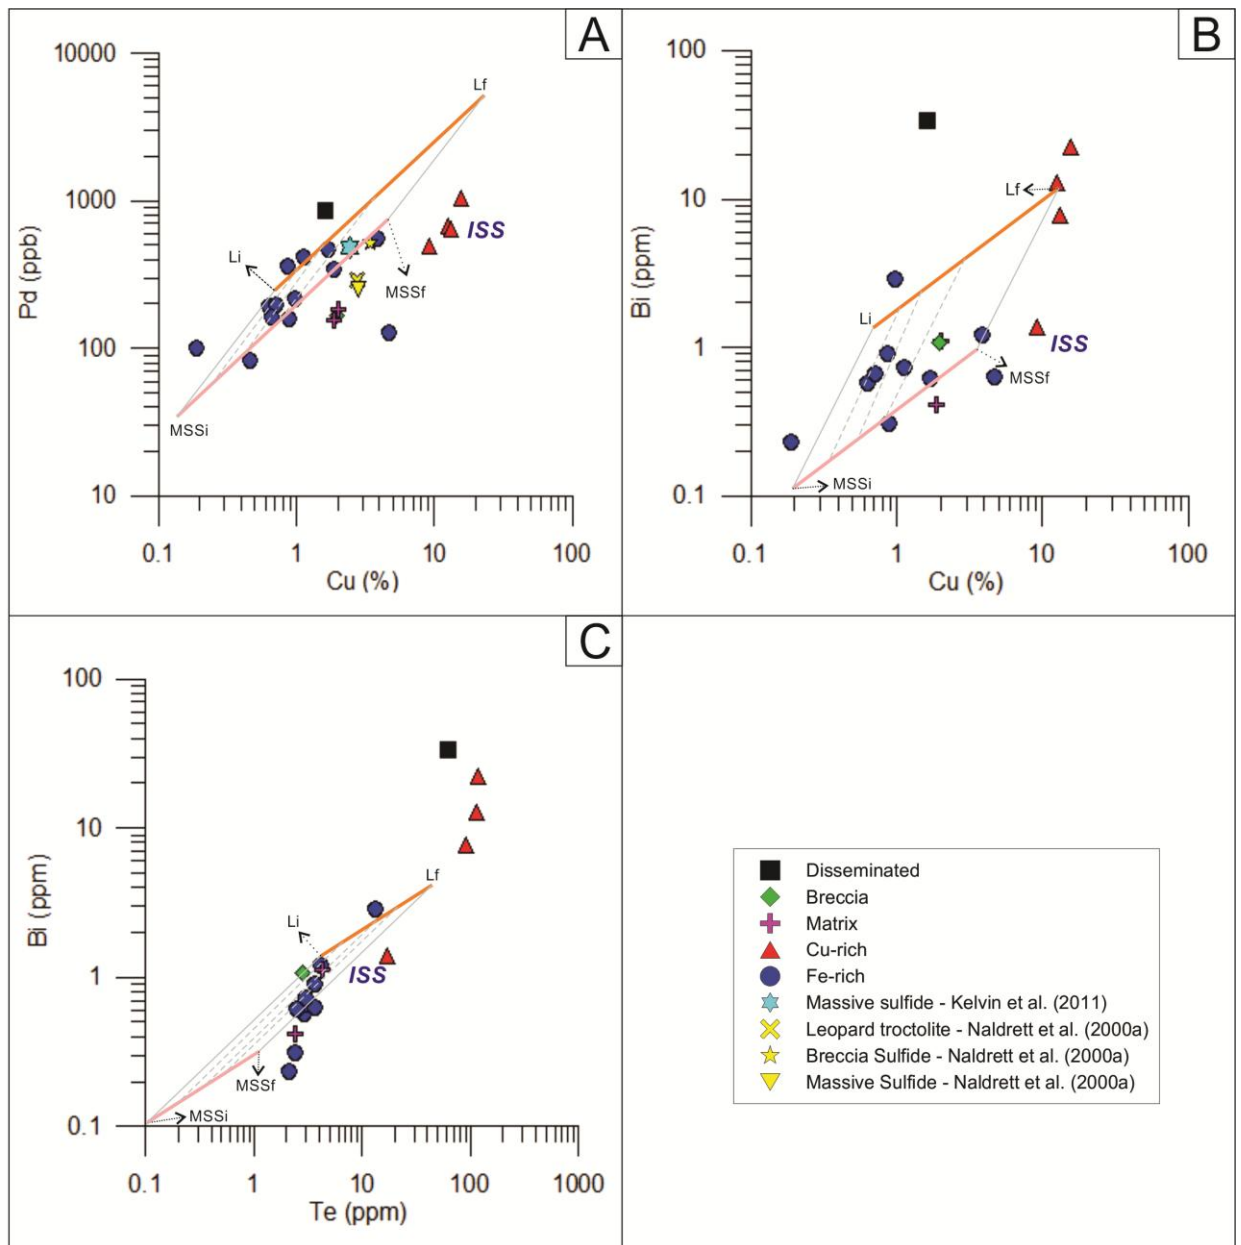 A
10000
1000
100
10
Pd (ppb)
Lf
Li
ISS
MSSf
MSSi
0.1 1 10 100
Cu (%)
B
100
10
1
0.1
Bi (ppm)
Lf
Li
ISS
MSSf
MSSi
0.1 1 10 100
Cu (%)
C
100
10
1
0.1
Bi (ppm)
Lf
Li
ISS
MSSf
MSSi
0.1 1 10 100 1000
Te (ppm)
Disseminated
Breccia
Matrix
Cu-rich
Fe-rich
Massive sulfide - Kelvin et al. (2011)
Leopard troctolite - Naldrett et al. (2000a)
Breccia Sulfide - Naldrett et al. (2000a)
Massive Sulfide - Naldrett et al. (2000a)